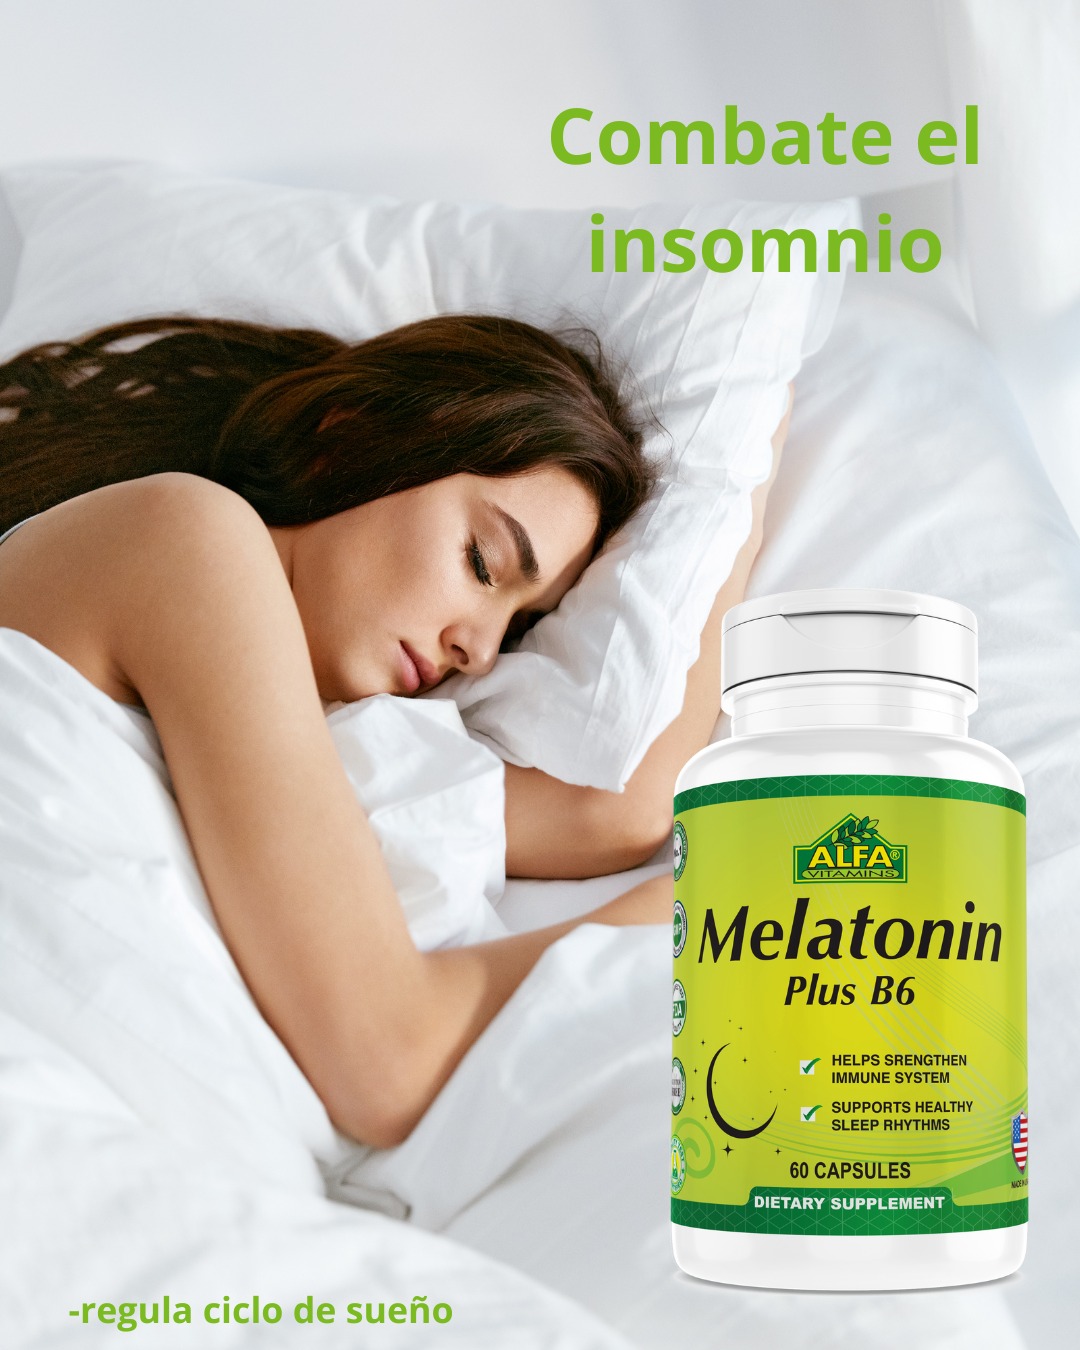 Combate el
insomnio
ALFA®
VITAMINS
Melatonin
Plus B6
HELPS SRENGTHEN
IMMUNE SYSTEM
SUPPORTS HEALTHY
SLEEP RHYTHMS
60 CAPSULES
DIETARY SUPPLEMENT
-regula ciclo de sueño